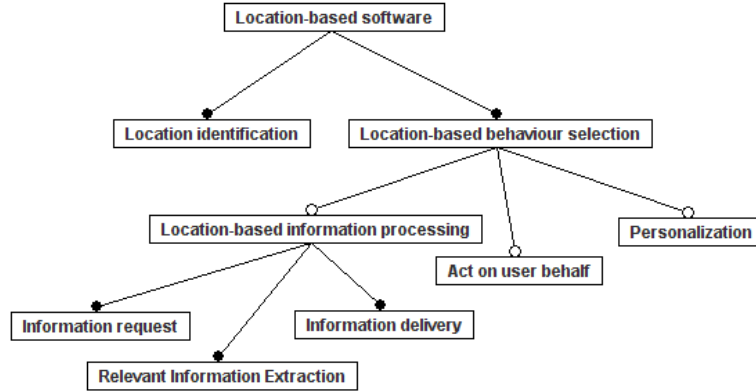 Location-based software
Location identification
Location-based behaviour selection
Location-based information processing
Personalization
Act on user behalf
Information request
Information delivery
Relevant Information Extraction